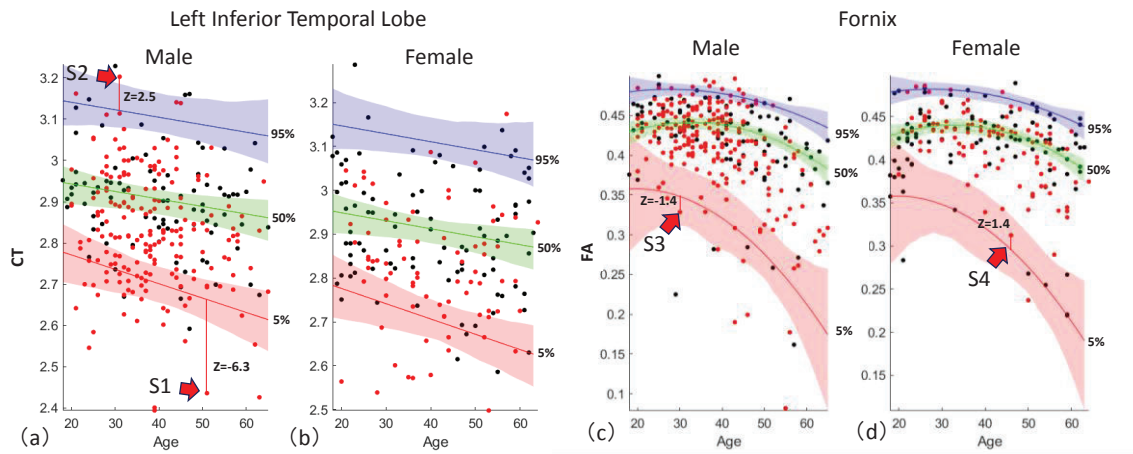 Left Inferior Temporal Lobe
Fornix
Male
Female
Male
Female
S2
Z=2.5
95%
50%
5%
Z=-6.3
S1
CT
3.2
3.1
3
2.9
2.8
2.7
2.6
2.5
2.4
20
30
40
50
60
Age
(a)
95%
50%
5%
3.2
3.1
3
2.9
2.8
2.7
2.6
2.5
20
30
40
50
60
Age
(b)
95%
50%
5%
Z=-1.4
S3
FA
0.45
0.4
0.35
0.3
0.25
0.2
0.15
0.1
20
30
40
50
60
Age
(c)
95%
50%
5%
Z=1.4
S4
0.45
0.4
0.35
0.3
0.25
0.2
0.15
20
30
40
50
60
Age
(d)